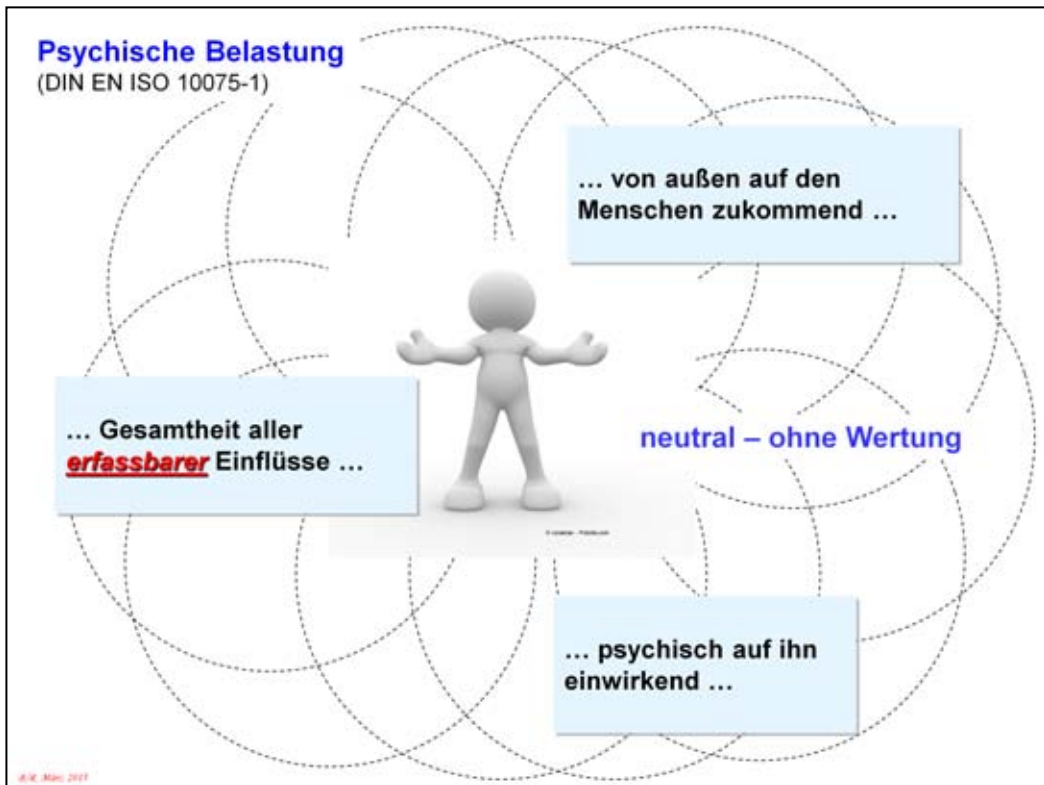 Psychische Belastung
(DIN EN ISO 10075-1)
… von außen auf den
Menschen zukommend …
… Gesamtheit aller
erfassbarer Einflüsse …
neutral – ohne Wertung
… psychisch auf ihn
einwirkend …